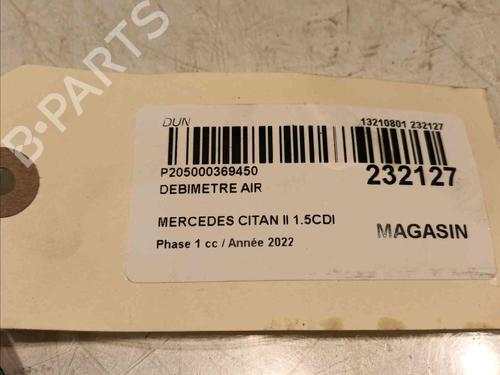 DUN
13210801 232127
P205000369450
232127
DEBIMETRE AIR
MERCEDES CITAN II 1.5CDI
MAGASIN
Phase 1 cc / Année 2022
B-PARTS